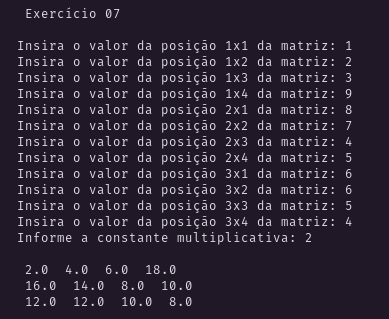 Exercício 07
Insira o valor da posição 1x1 da matriz: 1
Insira o valor da posição 1x2 da matriz: 2
Insira o valor da posição 1x3 da matriz: 3
Insira o valor da posição 1x4 da matriz: 9
Insira o valor da posição 2x1 da matriz: 8
Insira o valor da posição 2x2 da matriz: 7
Insira o valor da posição 2x3 da matriz: 4
Insira o valor da posição 2x4 da matriz: 5
Insira o valor da posição 3x1 da matriz: 6
Insira o valor da posição 3x2 da matriz: 6
Insira o valor da posição 3x3 da matriz: 5
Insira o valor da posição 3x4 da matriz: 4
Informe a constante multiplicativa: 2
2.0  4.0  6.0  18.0
16.0  14.0  8.0  10.0
12.0  12.0  10.0  8.0